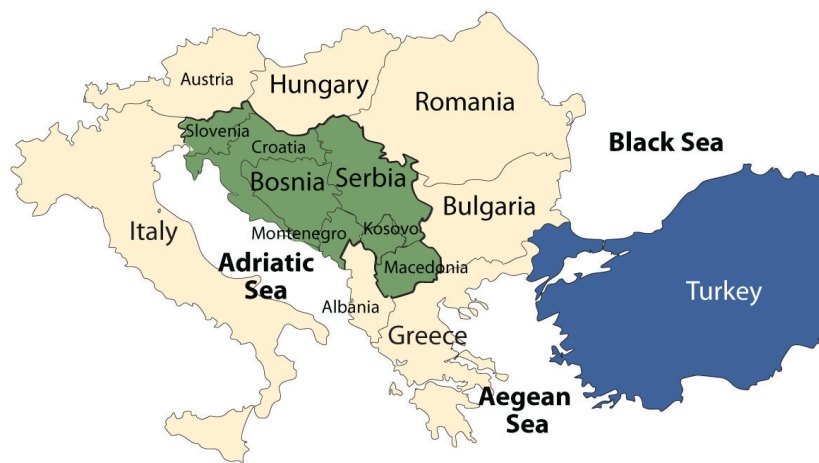 Austria
Hungary
Romania
Slovenia
Croatia
Black Sea
Bosnia
Serbia
Italy
Bulgaria
Montenegro
Kosovo
Adriatic
Sea
Macedonia
Turkey
Albania
Greece
Aegean
Sea